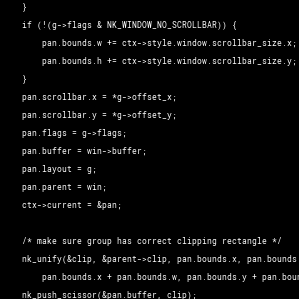 }
if (!(g->flags & NK_WINDOW_NO_SCROLLBAR)) {
pan.bounds.w += ctx->style.window.scrollbar_size.x;
pan.bounds.h += ctx->style.window.scrollbar_size.y;
}
pan.scrollbar.x = *g->offset_x;
pan.scrollbar.y = *g->offset_y;
pan.flags = g->flags;
pan.buffer = win->buffer;
pan.layout = g;
pan.parent = win;
ctx->current = &pan;
/* make sure group has correct clipping rectangle */
nk_unify(&clip, &parent->clip, pan.bounds.x, pan.bounds
pan.bounds.x + pan.bounds.w, pan.bounds.y + pan.bou
nk_push_scissor(&pan.buffer, clip);